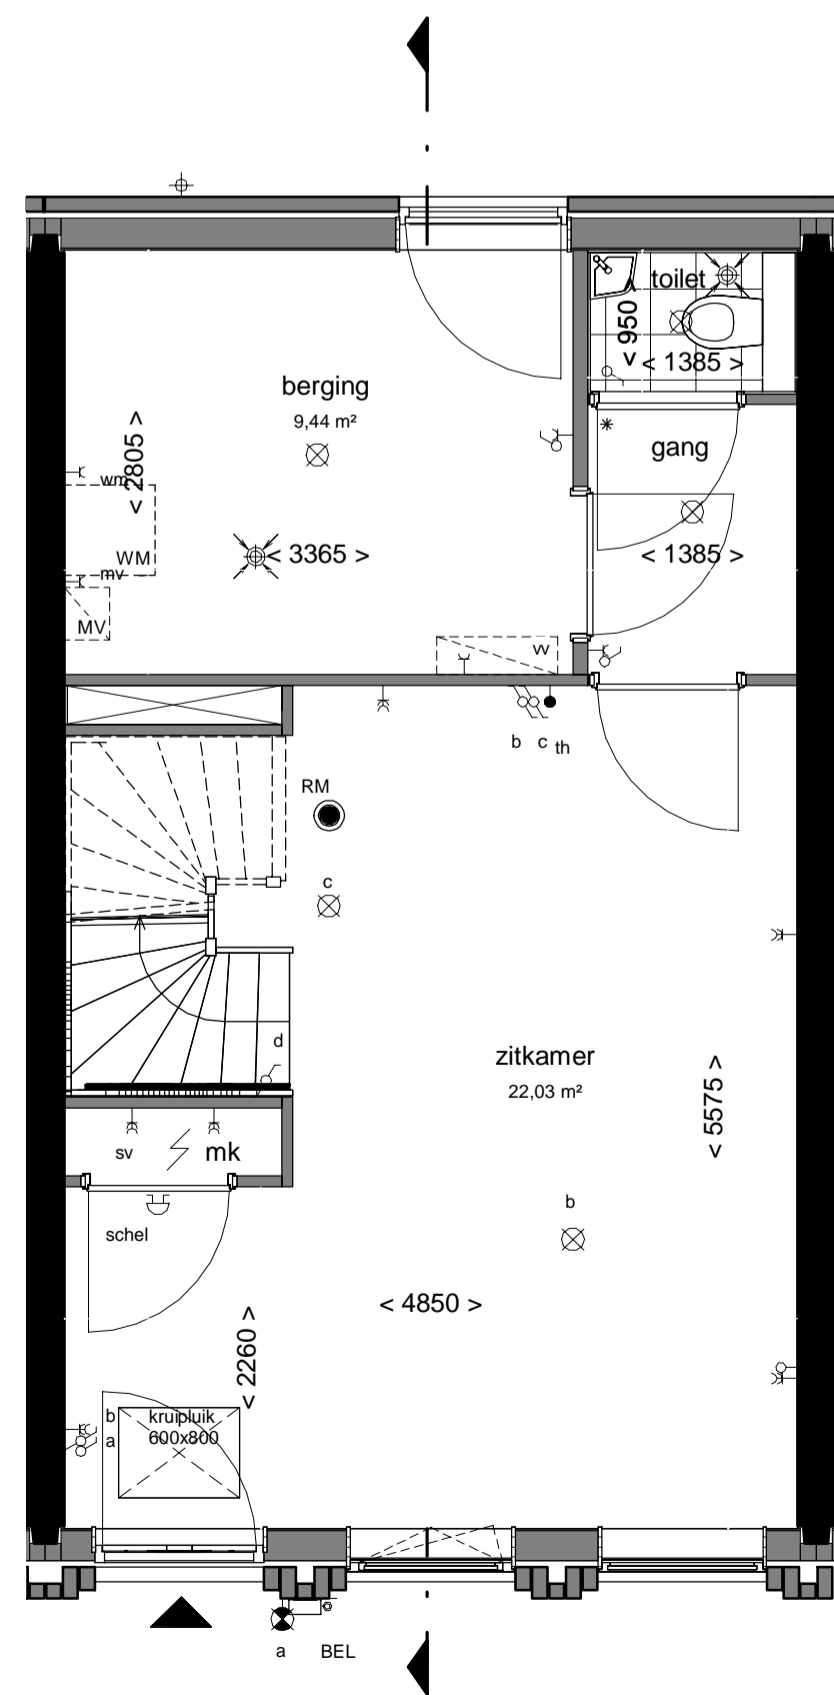 toilet
< 950 >
< 1385 >
berging
9,44 m²
< 2805 >
gang
wm
WM
mv
MV
< 3365 >
< 1385 >
vv
b c th
RM
c
d
zitkamer
22,03 m²
< 5575 >
sv mk
schel
b
< 4850 >
< 2260 >
b kruipluik
a 600x800
a BEL